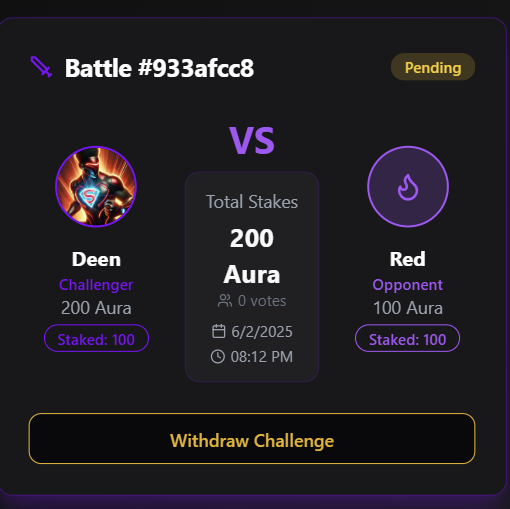 Battle #933afcc8
Pending
VS
Deen
Challenger
200 Aura
Staked: 100
Total Stakes
200
Aura
0 votes
6/2/2025
08:12 PM
Red
Opponent
100 Aura
Staked: 100
Withdraw Challenge